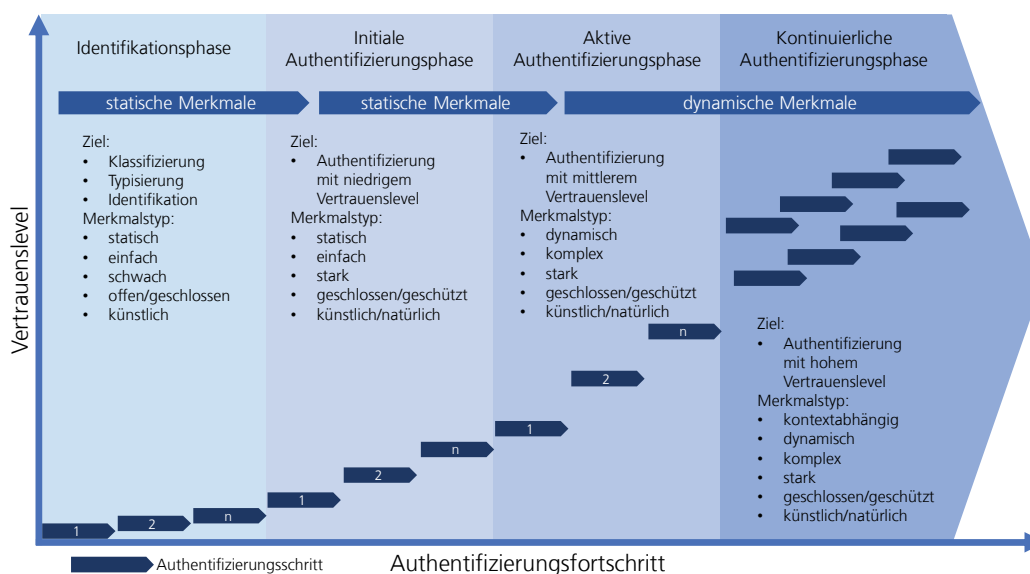 Identifikationsphase
Initiale
Authentifizierungsphase
Aktive
Authentifizierungsphase
Kontinuierliche
Authentifizierungsphase
statische Merkmale
statische Merkmale
dynamische Merkmale
Ziel:
• Klassifizierung
• Typisierung
• Identifikation
Merkmalstyp:
• statisch
• einfach
• schwach
• offen/geschlossen
• künstlich
Ziel:
• Authentifizierung
mit niedrigem
Vertrauenslevel
Merkmalstyp:
• statisch
• einfach
• stark
• geschlossen/geschützt
• künstlich/natürlich
Ziel:
• Authentifizierung
mit mittlerem
Vertrauenslevel
Merkmalstyp:
• dynamisch
• komplex
• stark
• geschlossen/geschützt
• künstlich/natürlich
Ziel:
• Authentifizierung
mit hohem
Vertrauenslevel
Merkmalstyp:
• kontextabhängig
• dynamisch
• komplex
• stark
• geschlossen/geschützt
• künstlich/natürlich
1
2
n
1
2
n
1
2
n
Vertrauenslevel
Authentifizierungsschritt
Authentifizierungsfortschritt